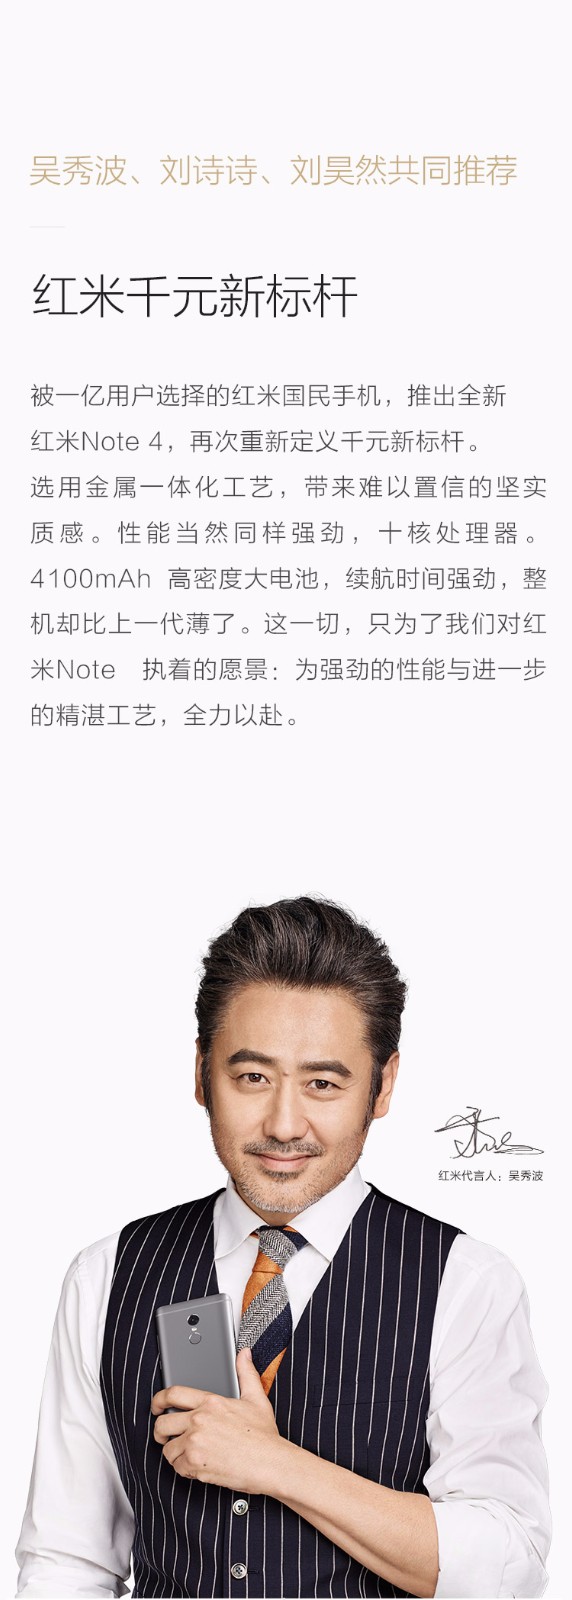 吴秀波、刘诗诗、刘昊然共同推荐
红米千元新标杆
被一亿用户选择的红米国民手机，推出全新
红米Note 4，再次重新定义千元新标杆。
选用金属一体化工艺，带来难以置信的坚实
质感。性能当然同样强劲，十核处理器。
4100mAh 高密度大电池，续航时间强劲，整
机却比上一代薄了。这一切，只为了我们对红
米Note 执着的愿景：为强劲的性能与进一步
的精湛工艺，全力以赴。
红米代言人：吴秀波